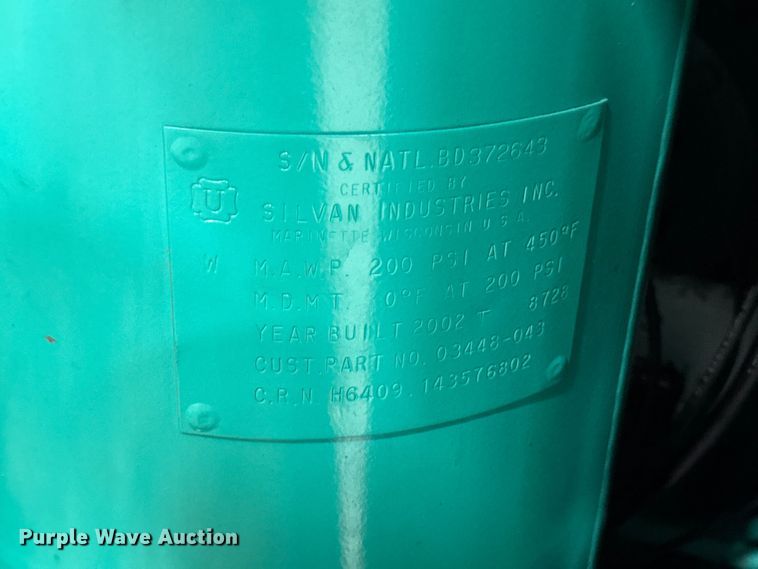 S/N & NATL.BD372643
U
CERTIFIED BY
SILVAN INDUSTRIES INC.
MARINETTE WISCONSIN U.S.A.
W M.A.W.P. 200 PSI AT 450°F
M.D.M.T. 0°F AT 200 PSI
YEAR BUILT 2002 T 8728
CUST.PART NO. 03448-043
C.R.N. H6409.143576802
Purple Wave Auction